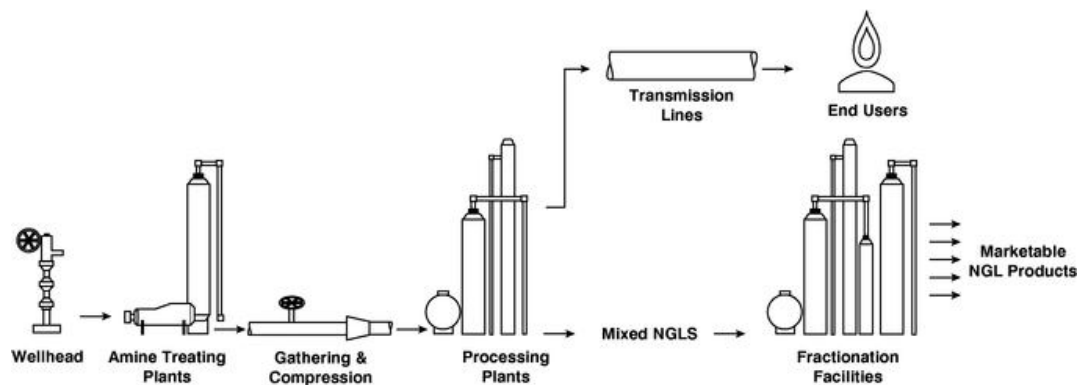 Transmission
Lines
End Users
Marketable
NGL Products
Wellhead
Amine Treating
Plants
Gathering &
Compression
Processing
Plants
Mixed NGLS
Fractionation
Facilities